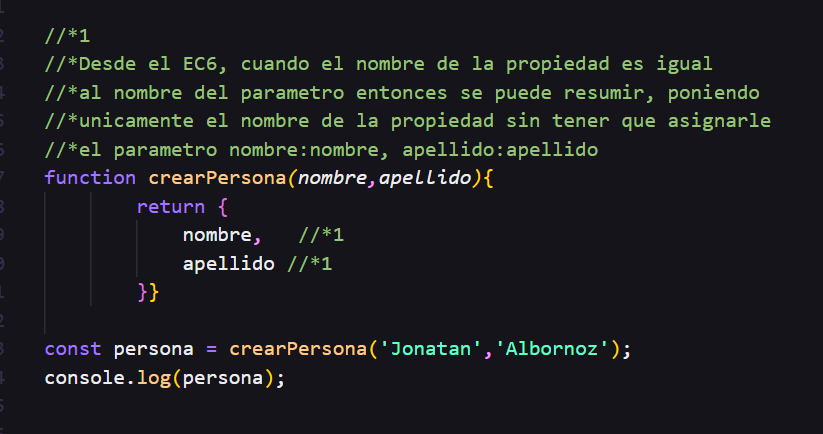 //*1
//*Desde el EC6, cuando el nombre de la propiedad es igual
//*al nombre del parametro entonces se puede resumir, poniendo
//*unicamente el nombre de la propiedad sin tener que asignarle
//*el parametro nombre:nombre, apellido:apellido
function crearPersona(nombre,apellido){
        return {
            nombre,   //*1
            apellido //*1
        }}

const persona = crearPersona('Jonatan','Albornoz');
console.log(persona);